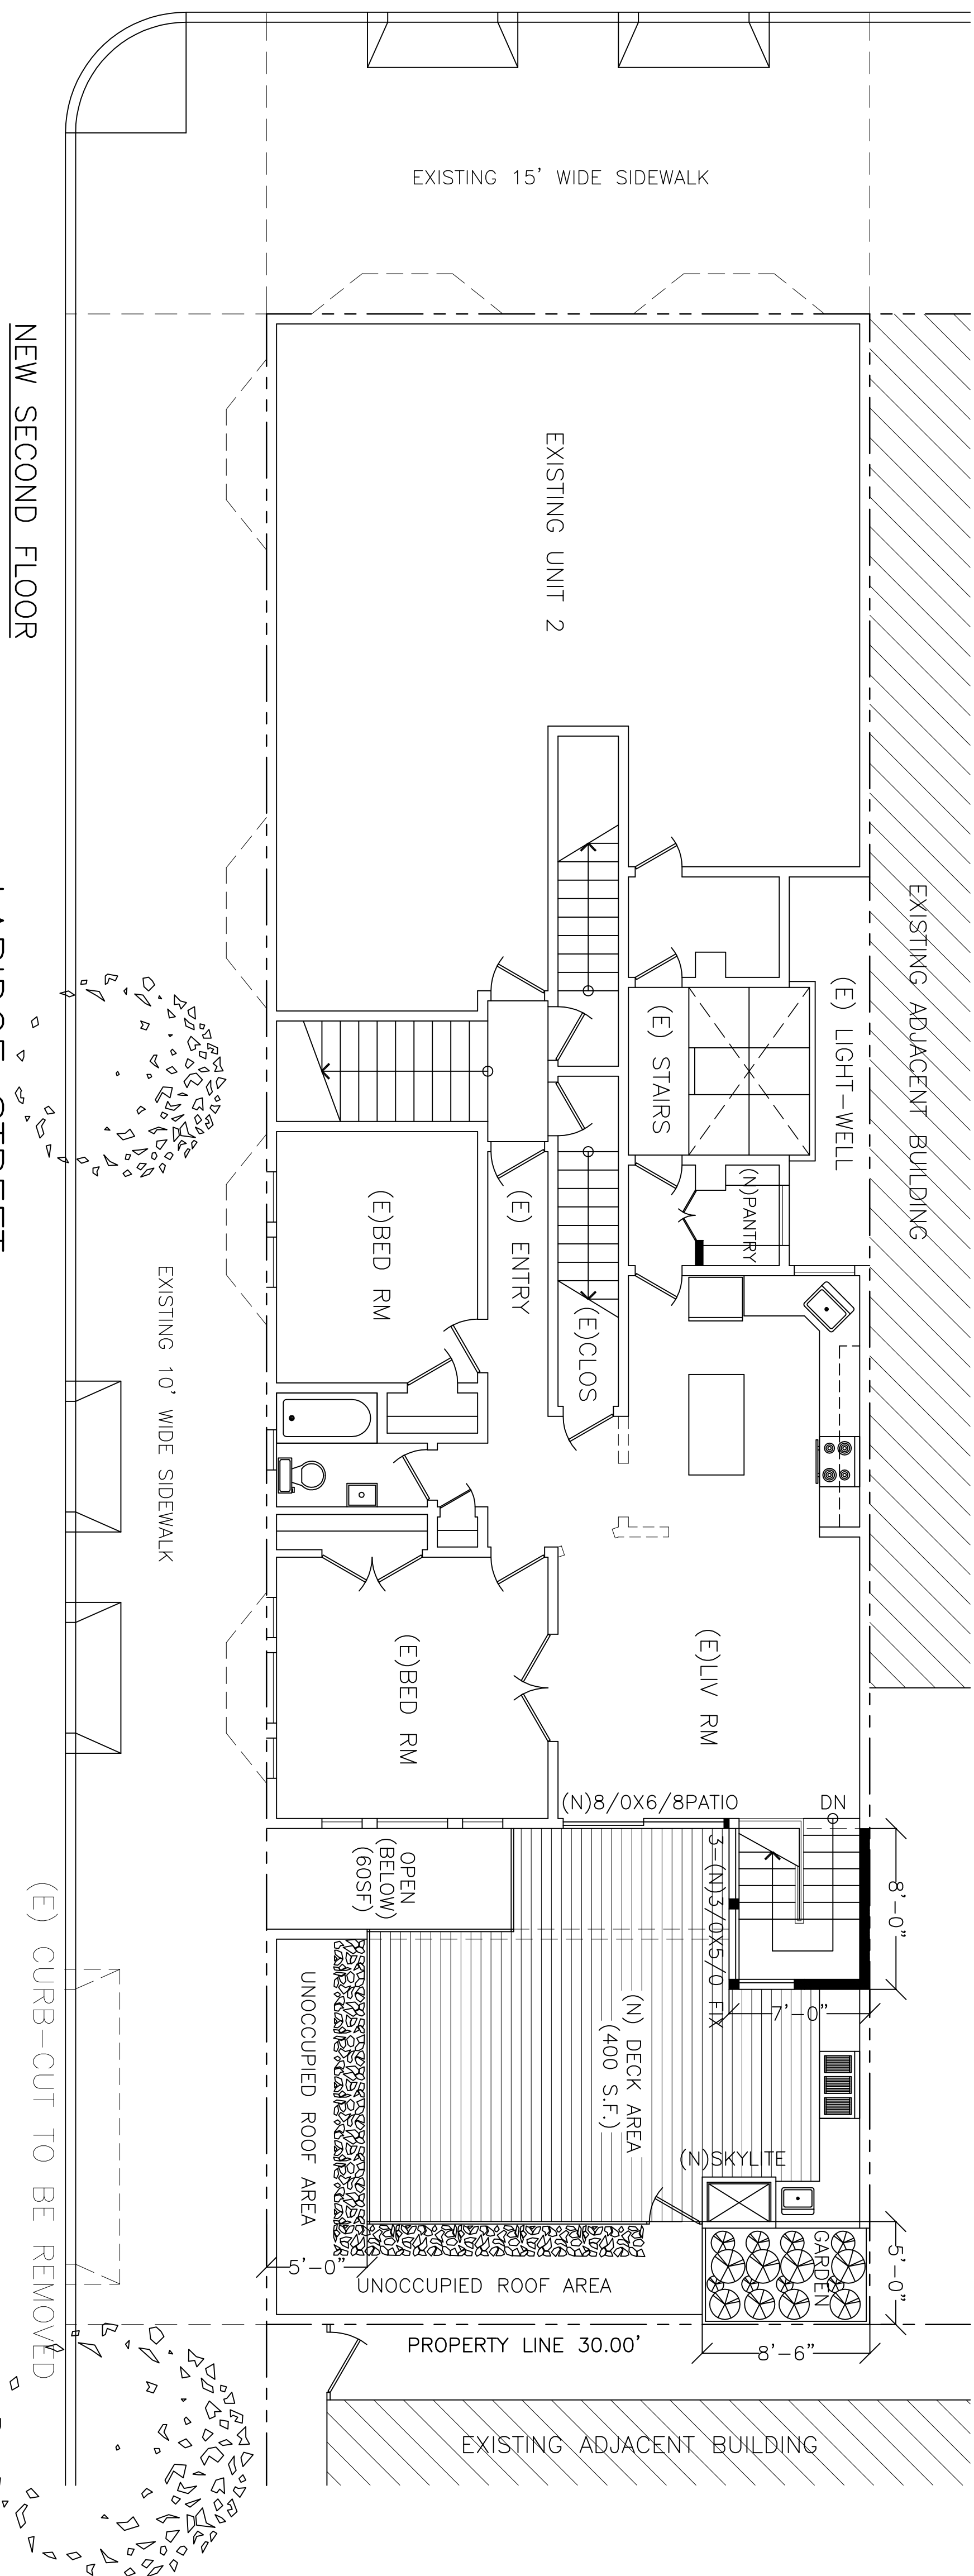 EXISTING 15' WIDE SIDEWALK
EXISTING UNIT 2
EXISTING ADJACENT BUILDING
(E) LIGHT-WELL
(E) STAIRS
(N)PANTRY
(E) ENTRY
(E)CLOS
(E)BED RM
EXISTING 10' WIDE SIDEWALK
(E)LIV RM
(E)BED RM
(N)8/0X6/8PATIO
DN
8'-0"
3-(N)3/0X5/0 FIX
7'-0"
OPEN
(BELOW)
(60SF)
(N) DECK AREA
(400 S.F.)
UNOCCUPIED ROOF AREA
(N)SKYLITE
GARDEN
5'-0"
5'-0"
UNOCCUPIED ROOF AREA
PROPERTY LINE 30.00'
8'-6"
EXISTING ADJACENT BUILDING
(E) CURB-CUT TO BE REMOVED
NEW SECOND FLOOR